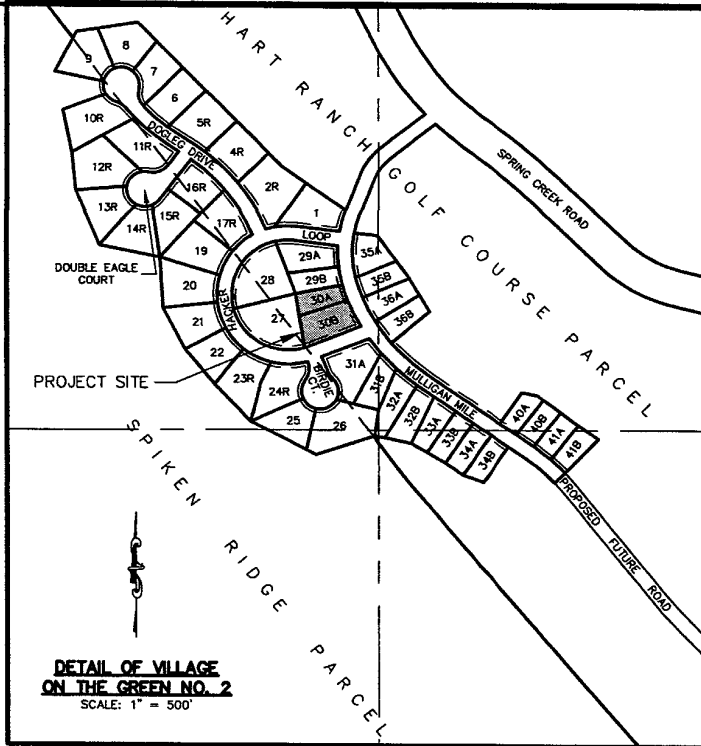 HART RANCH
GOLF COURSE PARCEL
SPRING CREEK ROAD
9
8
7
6
5R
4R
2R
1
DOGLEG DRIVE
10R
11R
12R
13R
14R
15R
16R
17R
19
LOOP
DOUBLE EAGLE
COURT
20
21
22
23R
24R
25
26
HACKER
28
27
29A
29B
30A
30B
35A
35B
36A
36B
PROJECT SITE
BIRDIE
CT.
31A
31B
32A
32B
33A
33B
34A
34B
MULLIGAN MILE
40A
40B
41A
41B
PROPOSED FUTURE ROAD
SPIKEN RIDGE PARCEL
DETAIL OF VILLAGE
ON THE GREEN NO. 2
SCALE: 1" = 500'